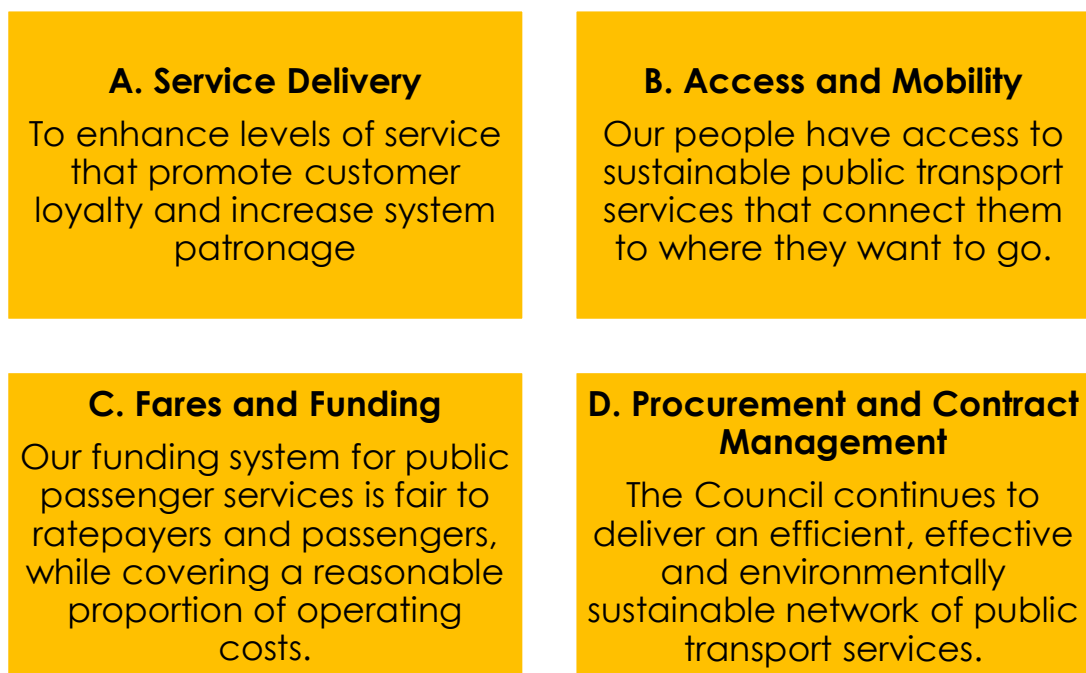 A. Service Delivery
To enhance levels of service
that promote customer
loyalty and increase system
patronage
B. Access and Mobility
Our people have access to
sustainable public transport
services that connect them
to where they want to go.
C. Fares and Funding
Our funding system for public
passenger services is fair to
ratepayers and passengers,
while covering a reasonable
proportion of operating
costs.
D. Procurement and Contract
Management
The Council continues to
deliver an efficient, effective
and environmentally
sustainable network of public
transport services.